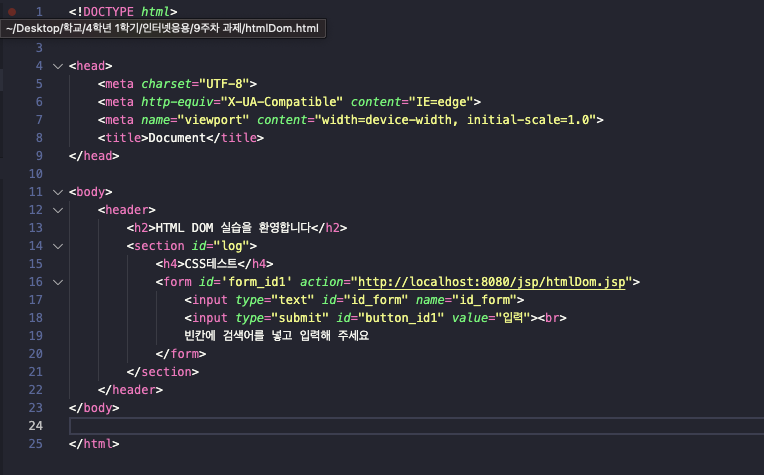 1 <!DOCTYPE html>
~/Desktop/학교/4학년 1학기/인터넷응용/9주차 과제/htmlDom.html
3
4 <head>
5 <meta charset="UTF-8">
6 <meta http-equiv="X-UA-Compatible" content="IE=edge">
7 <meta name="viewport" content="width=device-width, initial-scale=1.0">
8 <title>Document</title>
9 </head>
10
11 <body>
12 <header>
13 <h2>HTML DOM 실습을 환영합니다</h2>
14 <section id="log">
15 <h4>CSS테스트</h4>
16 <form id='form_id1' action="http://localhost:8080/jsp/htmlDom.jsp">
17 <input type="text" id="id_form" name="id_form">
18 <input type="submit" id="button_id1" value="입력"><br>
19 빈칸에 검색어를 넣고 입력해 주세요
20 </form>
21 </section>
22 </header>
23 </body>
24
25 </html>